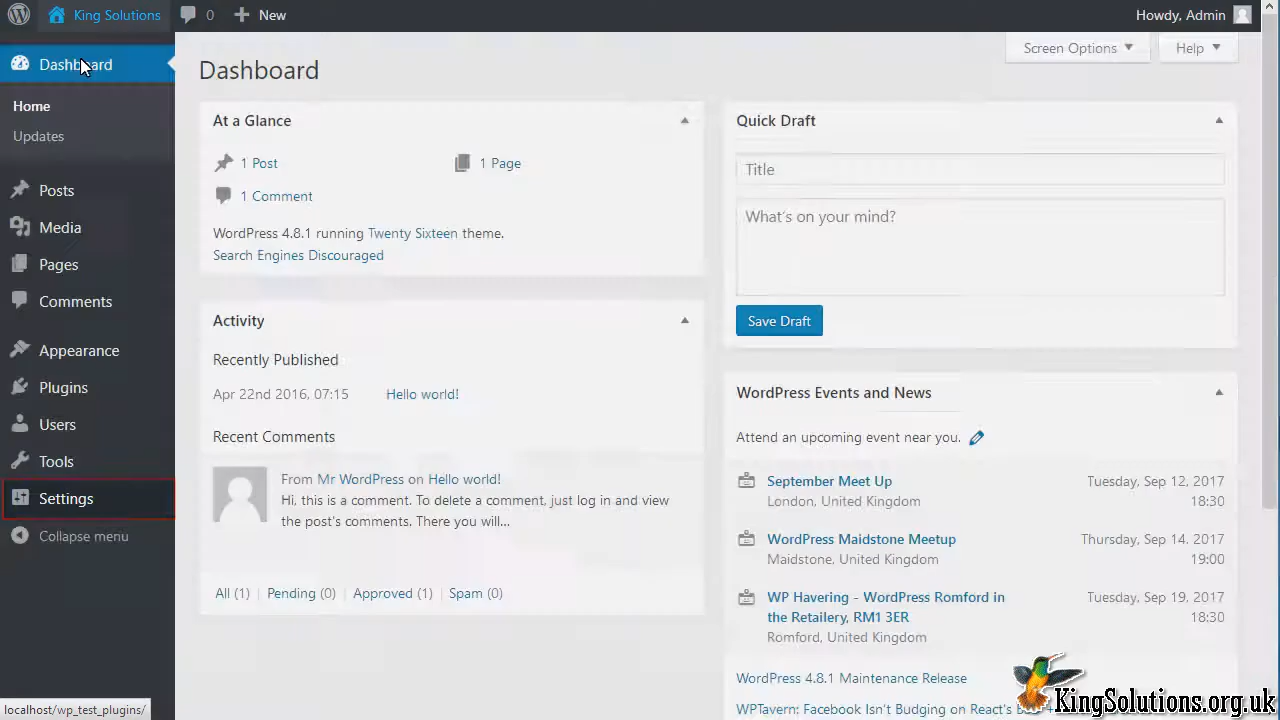 King Solutions 0 New Howdy, Admin
Screen Options Help
Dashboard
Home
Updates
Posts
Media
Pages
Comments
Appearance
Plugins
Users
Tools
Settings
Collapse menu
localhost/wp_test_plugins/
Dashboard
At a Glance
1 Post 1 Page
1 Comment
WordPress 4.8.1 running Twenty Sixteen theme.
Search Engines Discouraged
Activity
Recently Published
Apr 22nd 2016, 07:15 Hello world!
Recent Comments
From Mr WordPress on Hello world!
Hi, this is a comment. To delete a comment, just log in and view
the post's comments. There you will...
All (1) | Pending (0) | Approved (1) | Spam (0)
Quick Draft
Title
What's on your mind?
Save Draft
WordPress Events and News
Attend an upcoming event near you.
September Meet Up Tuesday, Sep 12, 2017
London, United Kingdom 18:30
WordPress Maidstone Meetup Thursday, Sep 14, 2017
Maidstone, United Kingdom 19:00
WP Havering - WordPress Romford in Tuesday, Sep 19, 2017
the Retailery, RM1 3ER 18:30
Romford, United Kingdom
WordPress 4.8.1 Maintenance Release
WPTavern: Facebook Isn't Budging on React's
KingSolutions.org.uk